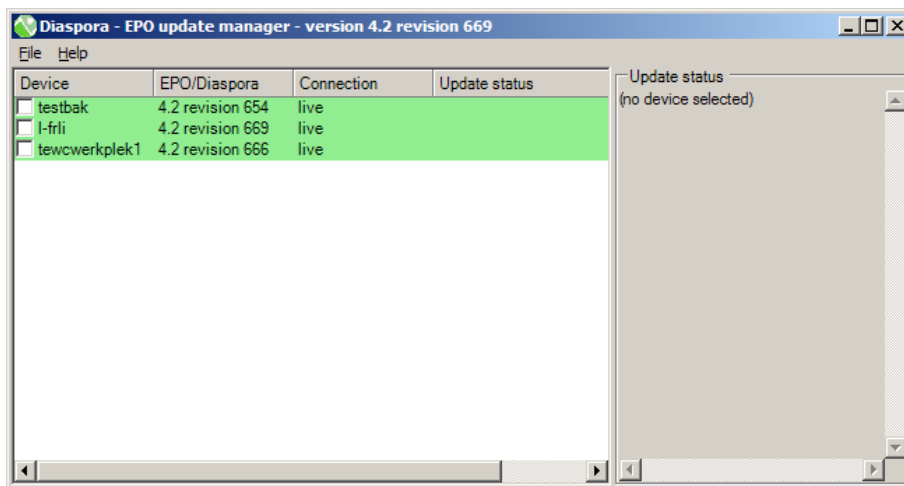 Diaspora - EPO update manager - version 4.2 revision 669
File Help
Device EPO/Diaspora Connection Update status
testbak 4.2 revision 654 live
l-frli 4.2 revision 669 live
tewcwerkplek1 4.2 revision 666 live
Update status
(no device selected)